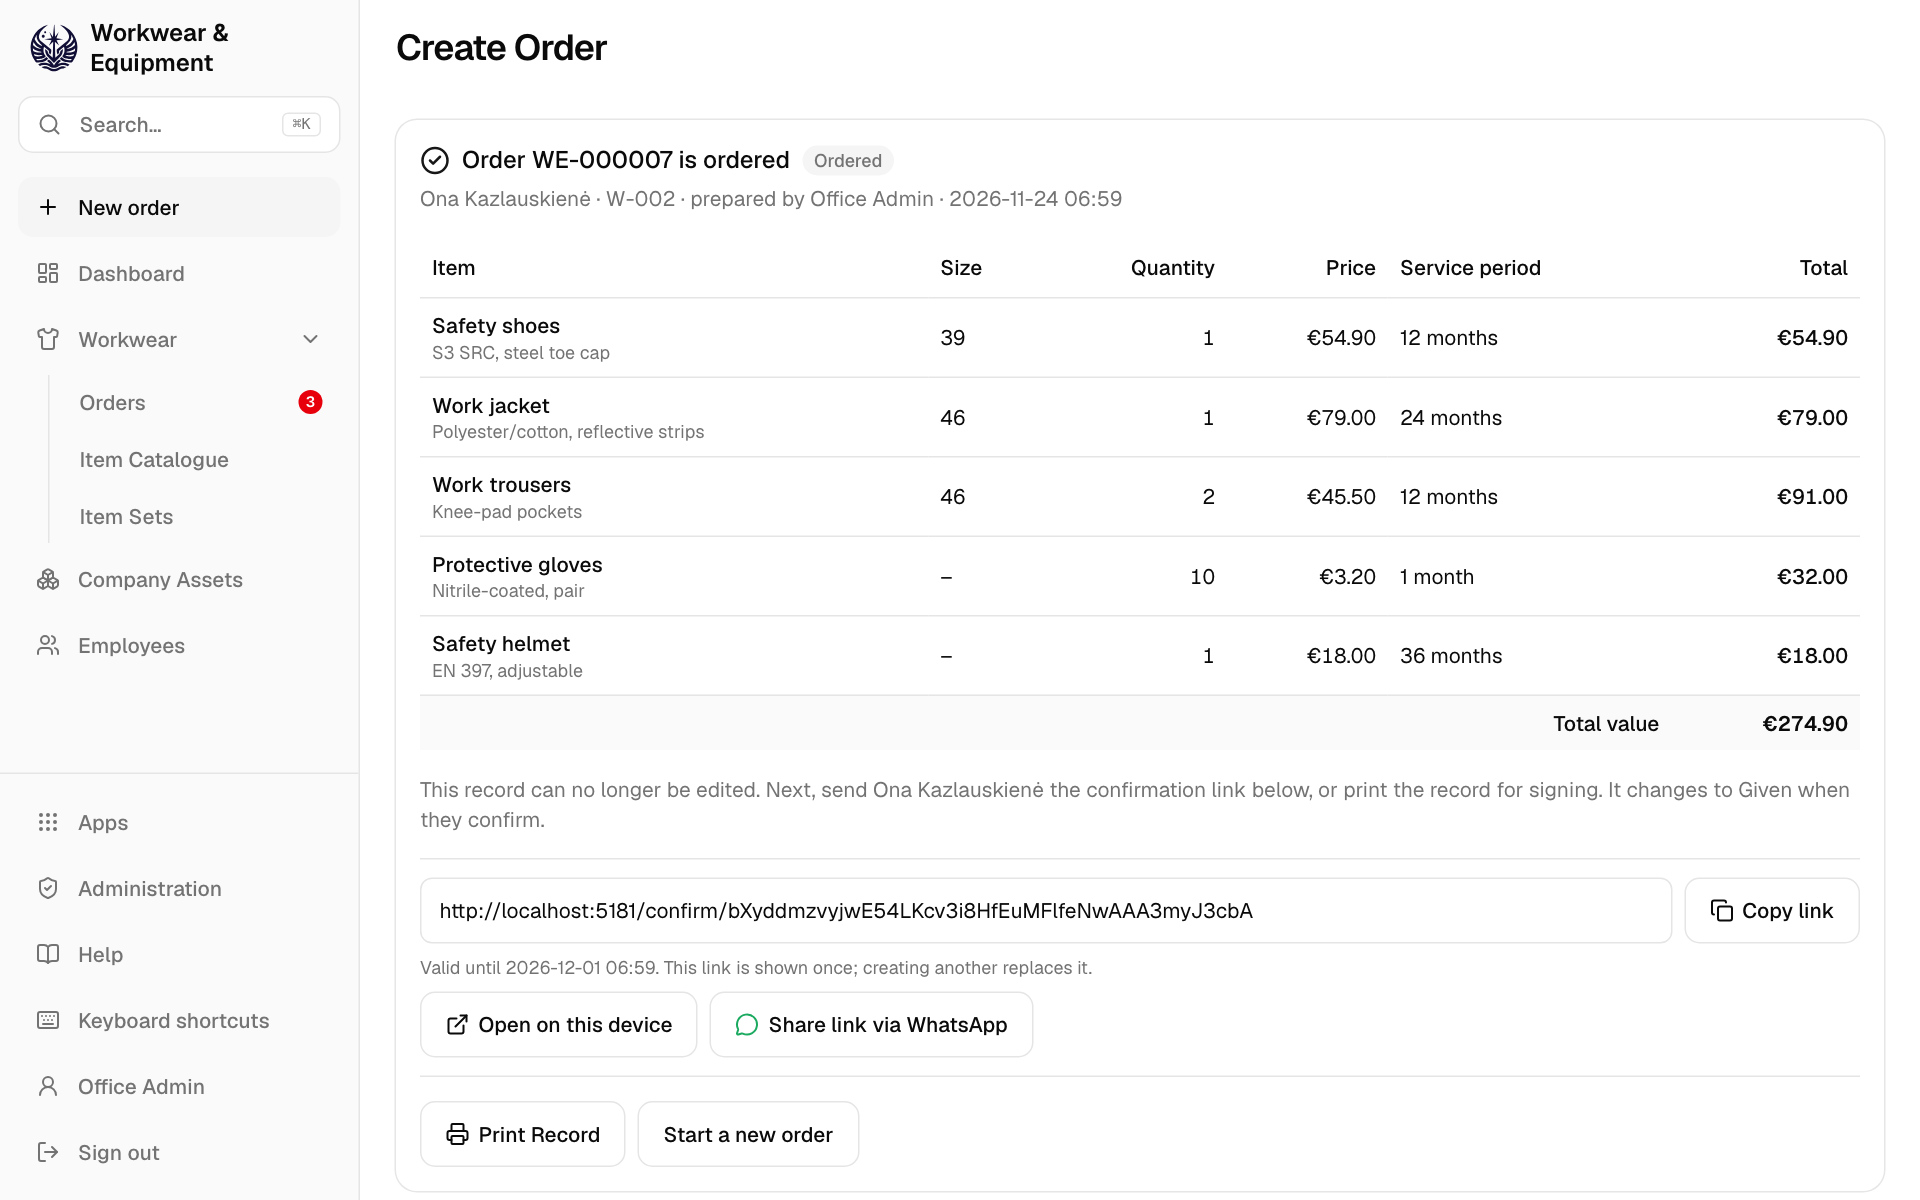 Workwear &
Equipment
Search...
⌘K
New order
Dashboard
Workwear
Orders
3
Item Catalogue
Item Sets
Company Assets
Employees
Apps
Administration
Help
Keyboard shortcuts
Office Admin
Sign out
Create Order
Order WE-000007 is ordered Ordered
Ona Kazlauskienė · W-002 · prepared by Office Admin · 2026-11-24 06:59
Item Size Quantity Price Service period Total
Safety shoes
S3 SRC, steel toe cap
39 1 €54.90 12 months €54.90
Work jacket
Polyester/cotton, reflective strips
46 1 €79.00 24 months €79.00
Work trousers
Knee-pad pockets
46 2 €45.50 12 months €91.00
Protective gloves
Nitrile-coated, pair
– 10 €3.20 1 month €32.00
Safety helmet
EN 397, adjustable
– 1 €18.00 36 months €18.00
Total value €274.90
This record can no longer be edited. Next, send Ona Kazlauskienė the confirmation link below, or print the record for signing. It changes to Given when
they confirm.
http://localhost:5181/confirm/bXyddmzvyjwE54LKcv3i8HfEuMFlfeNwAAA3myJ3cbA
Copy link
Valid until 2026-12-01 06:59. This link is shown once; creating another replaces it.
Open on this device
Share link via WhatsApp
Print Record
Start a new order